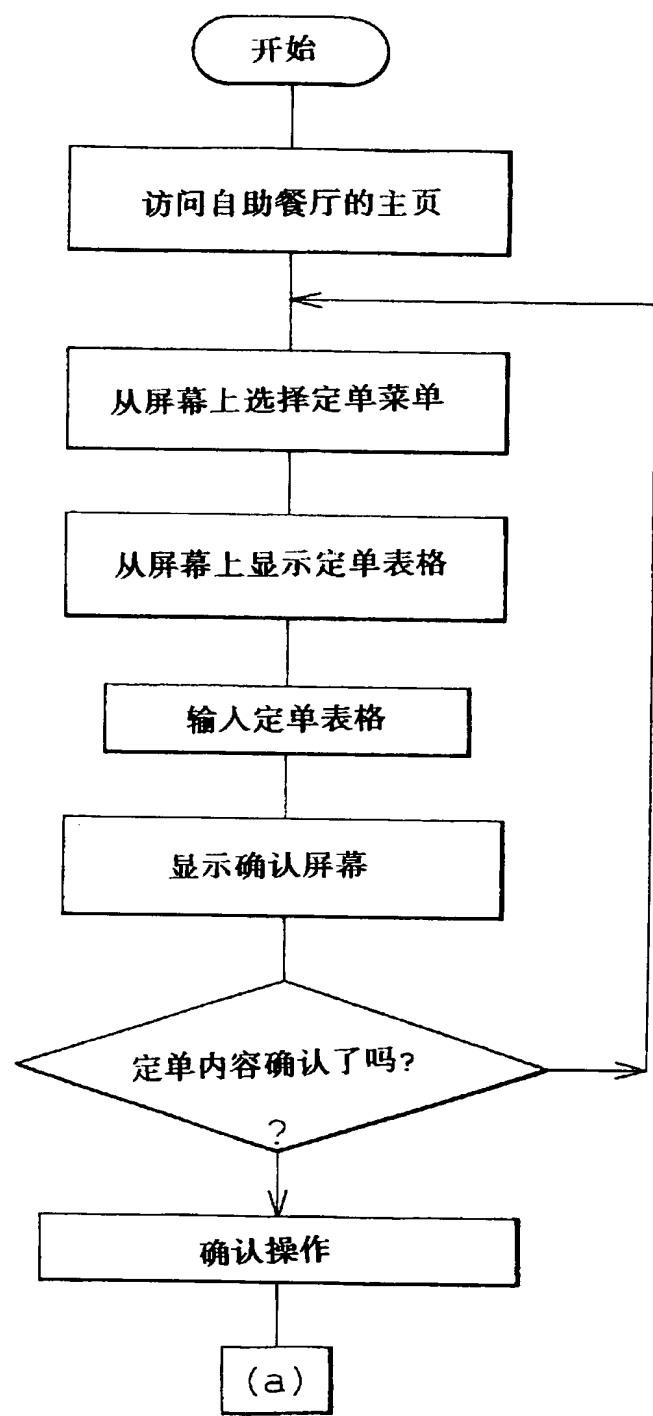 开始
访问自助餐厅的主页
从屏幕上选择定单菜单
从屏幕上显示定单表格
输入定单表格
显示确认屏幕
定单内容确认了吗?
?
确认操作
(a)